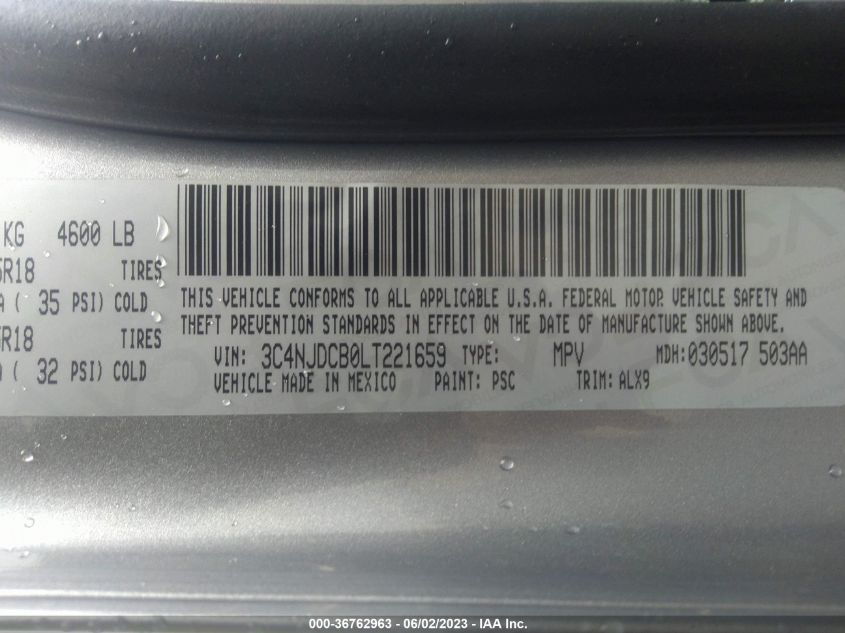 KG 4600 LB
5R18 TIRES
A ( 35 PSI) COLD
R18 TIRES
( 32 PSI) COLD
THIS VEHICLE CONFORMS TO ALL APPLICABLE U.S.A. FEDERAL MOTOR VEHICLE SAFETY AND
THEFT PREVENTION STANDARDS IN EFFECT ON THE DATE OF MANUFACTURE SHOWN ABOVE.
VIN: 3C4NJDCB0LT221659 TYPE: MPV MDH:030517 503AA
VEHICLE MADE IN MEXICO PAINT: PSC TRIM: ALX9
000-36762963 - 06/02/2023 - IAA Inc.